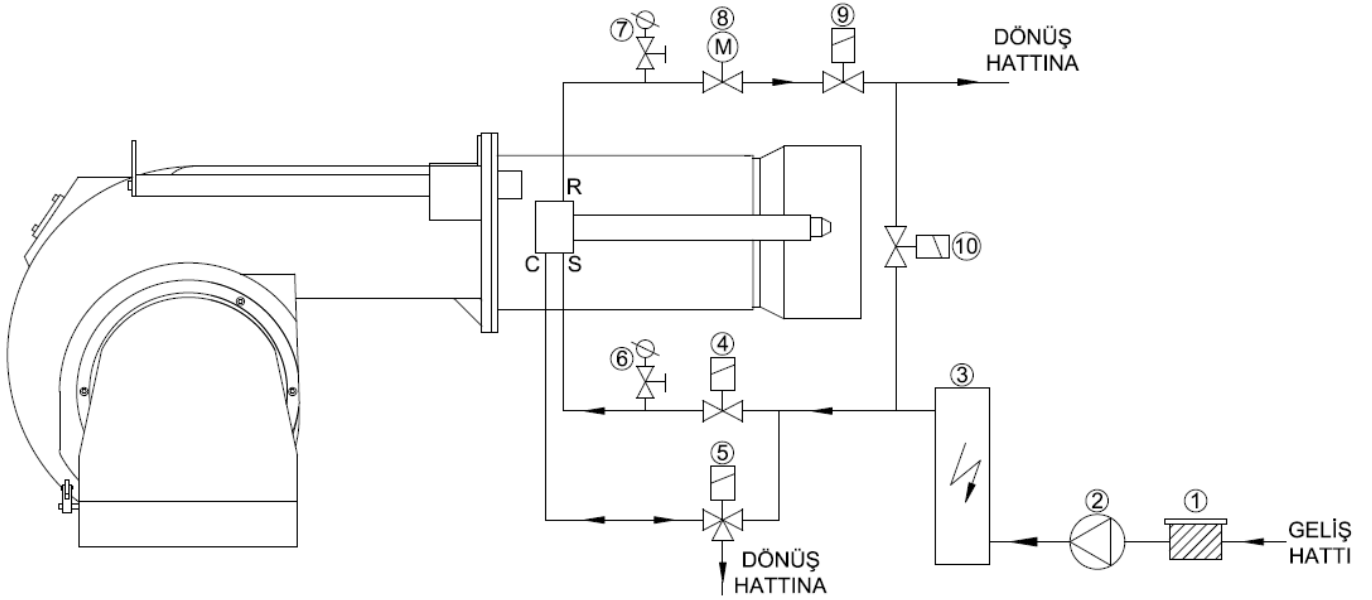 ⑦
⑧
M
⑨
DÖNÜŞ
HATTINA
R
⑩
C
S
⑥
④
③
⑤
②
①
GELİŞ
HATTI
DÖNÜŞ
HATTINA